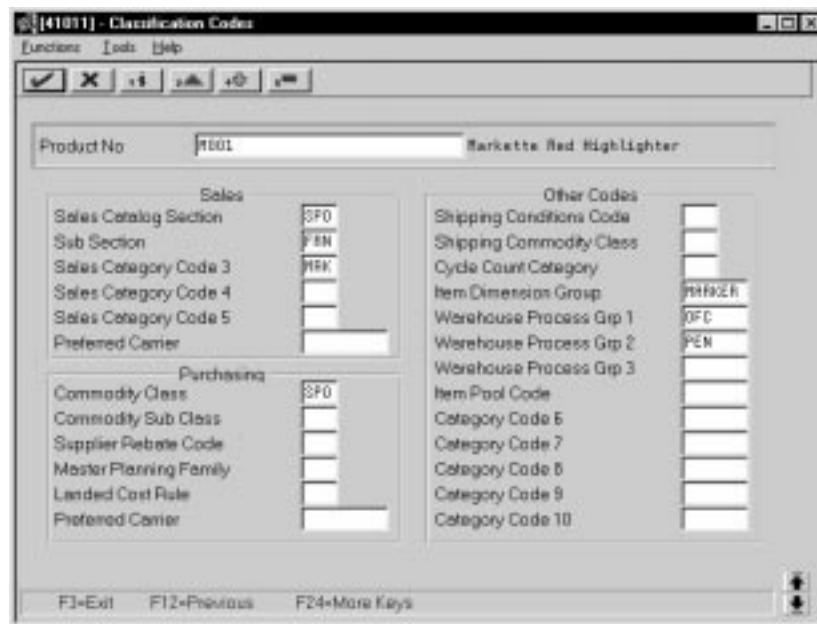 [41011] - Classification Codes
Functions Tools Help
Product No M001 Markette Red Highlighter
Sales
Sales Catalog Section SPO
Sub Section PAN
Sales Category Code 3 MRK
Sales Category Code 4
Sales Category Code 5
Preferred Carrier
Purchasing
Commodity Class SPO
Commodity Sub Class
Supplier Rebate Code
Master Planning Family
Landed Cost Rule
Preferred Carrier
Other Codes
Shipping Conditions Code
Shipping Commodity Class
Cycle Count Category
Item Dimension Group MARKER
Warehouse Process Grp 1 OFC
Warehouse Process Grp 2 PEN
Warehouse Process Grp 3
Item Pool Code
Category Code 6
Category Code 7
Category Code 8
Category Code 9
Category Code 10
F3=Exit F12=Previous F24=More Keys